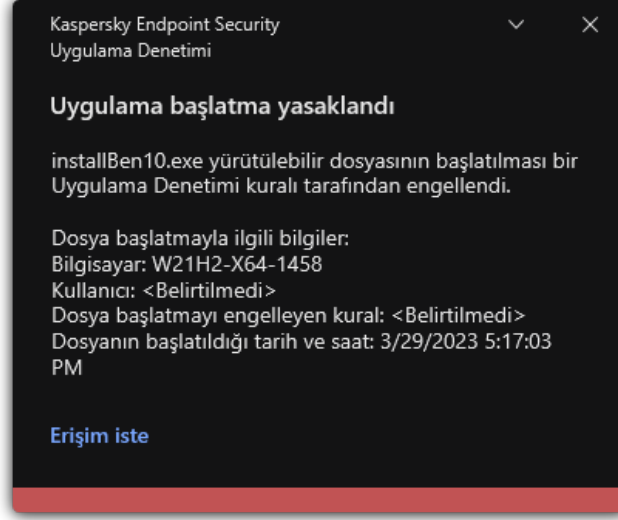 Kaspersky Endpoint Security
Uygulama Denetimi
Uygulama başlatma yasaklandı
installBen10.exe yürütülebilir dosyasının başlatılması bir
Uygulama Denetimi kuralı tarafından engellendi.
Dosya başlatmayla ilgili bilgiler:
Bilgisayar: W21H2-X64-1458
Kullanıcı: <Belirtilmedi>
Dosya başlatmayı engelleyen kural: <Belirtilmedi>
Dosyanın başlatıldığı tarih ve saat: 3/29/2023 5:17:03
PM
Erişim iste